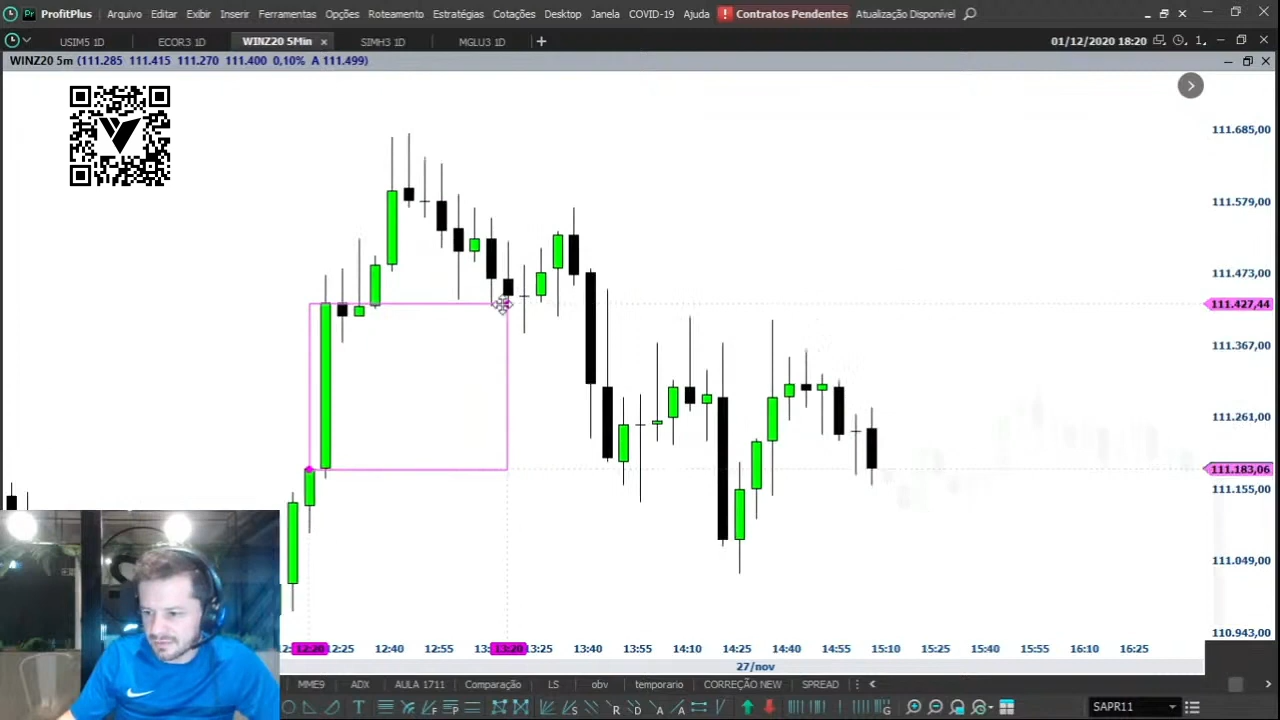 ProfitPlus Arquivo Editar Exibir Inserir Ferramentas Opções Roteamento Estratégias Cotações Desktop Janela COVID-19 Ajuda ! Contratos Pendentes Atualização Disponível
USIM5 1D ECOR3 1D WINZ20 5Min x SIMH3 1D MGLU3 1D + 01/12/2020 18:20
WINZ20 5m (111.285 111.415 111.270 111.400 0,10% A 111.499)
111.685,00
111.579,00
111.473,00
111.427,44
111.367,00
111.261,00
111.183,06
111.155,00
111.049,00
110.943,00
12:20 12:25 12:40 12:55 13:20 13:25 13:40 13:55 14:10 14:25 14:40 14:55 15:10 15:25 15:40 15:55 16:10 16:25
27/nov
MME9 ADX AULA 1711 Comparação LS obv temporario CORREÇÃO NEW SPREAD
SAPR11